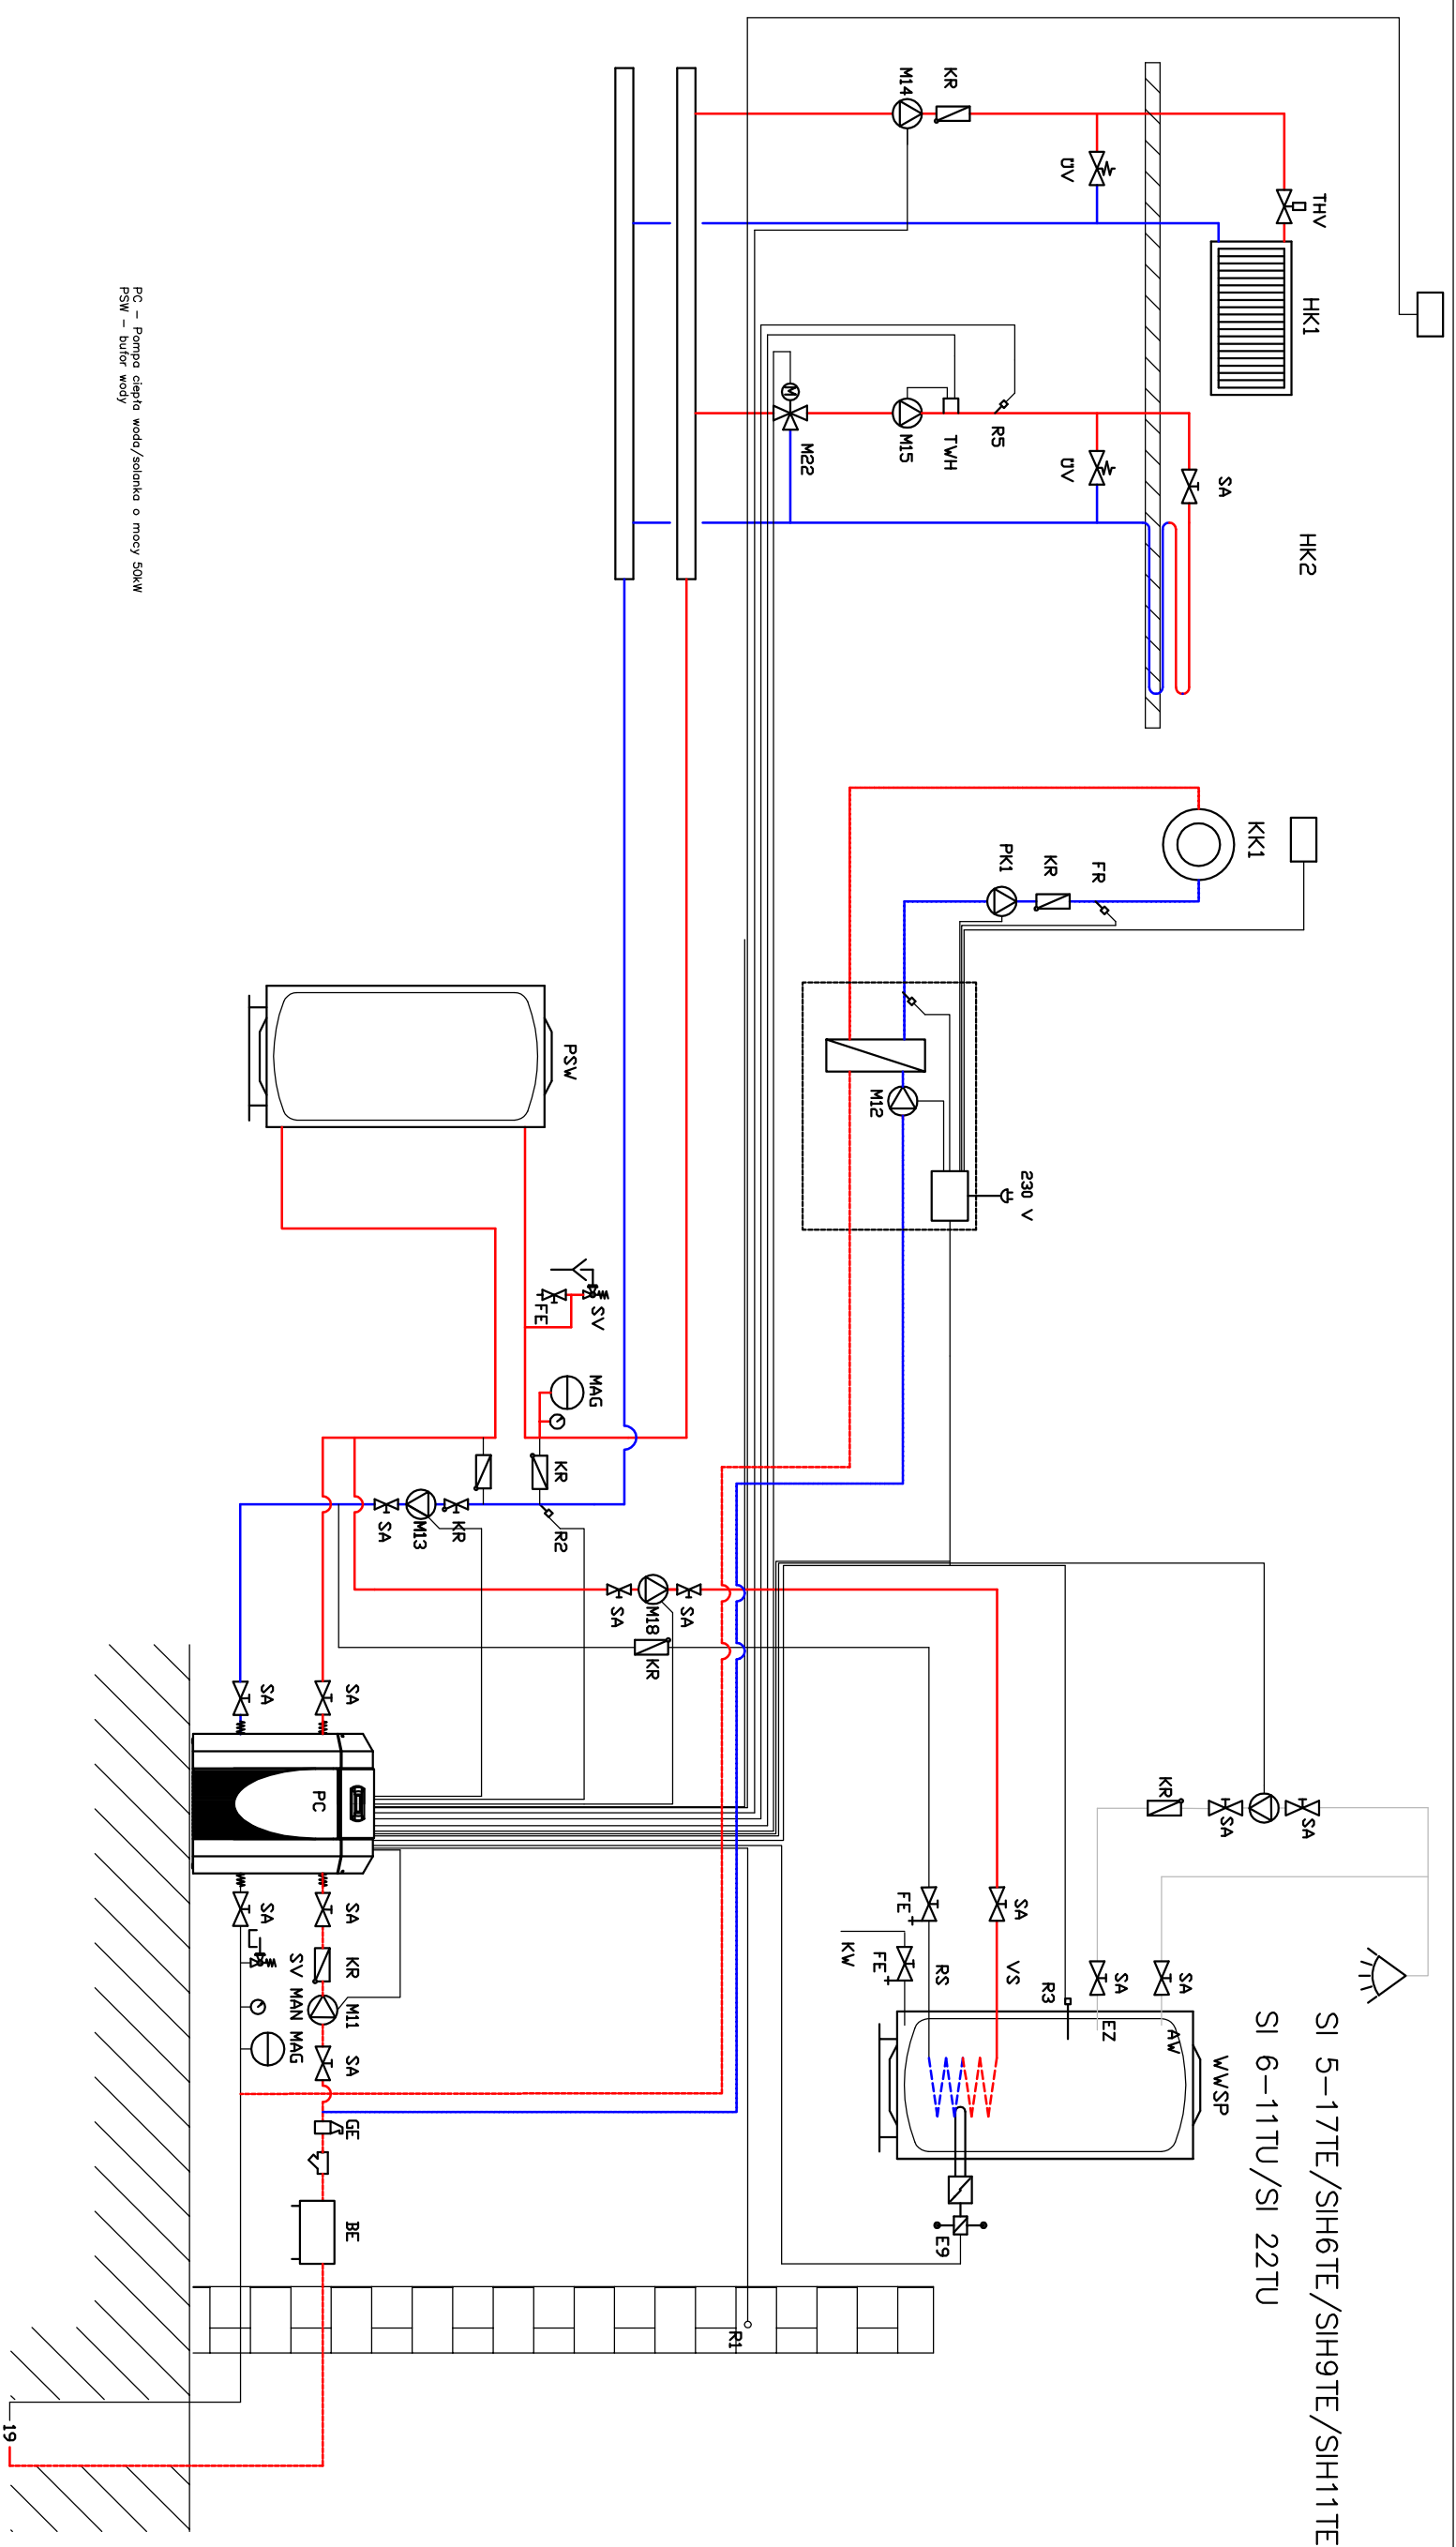 SI 5-17TE/SIH6TE/SIH9TE/SIH11TE
SI 6-11TU/SI 22TU
HK1
HK2
THV
SA
ÜV
ÜV
KR
M14
R5
TWH
M15
M22
KK1
FR
KR
PK1
M12
230 V
PSW
SV
FE
MAG
KR
R2
KR
M13
SA
SA
M18
SA
KR
SA
SA
PC
SA
SA
KR
SV
MAN
MAG
M11
SA
GE
BE
R1
19
KR
SA
SA
SA
SA
AW
EZ
R3
WWSP
SA
VS
FE
RS
FE
KW
E9
PC - Pompa ciepła woda/solanka o mocy 50kW
PSW - bufor wody